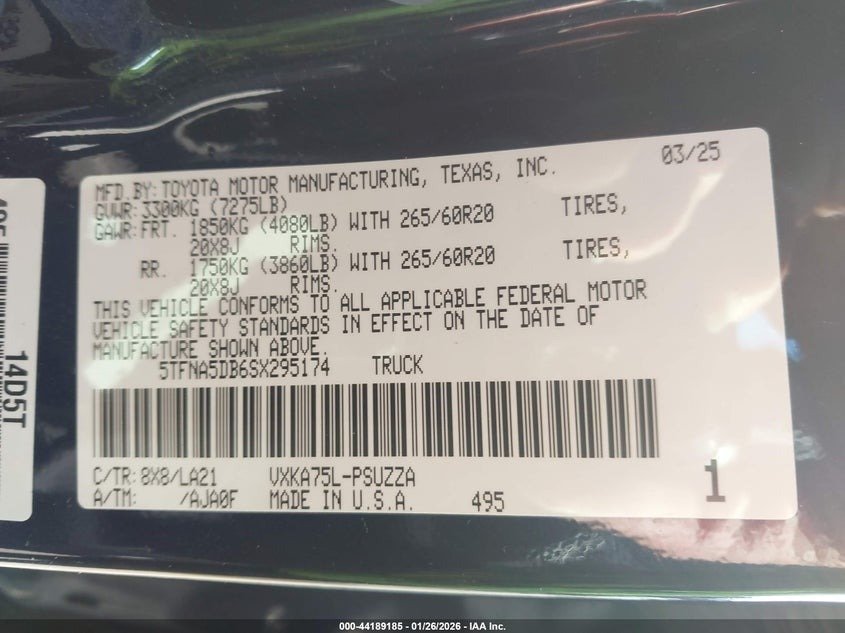 MFD.BY:TOYOTA MOTOR MANUFACTURING, TEXAS, INC. 03/25
GVWR:3300KG (7275LB)
GAWR:FRT. 1850KG (4080LB) WITH 265/60R20 TIRES,
20X8J RIMS.
RR. 1750KG (3860LB) WITH 265/60R20 TIRES,
20X8J RIMS.
THIS VEHICLE CONFORMS TO ALL APPLICABLE FEDERAL MOTOR
VEHICLE SAFETY STANDARDS IN EFFECT ON THE DATE OF
MANUFACTURE SHOWN ABOVE.
5TFNA5DB6SX295174 TRUCK
C/TR:8X8/LA21 VXKA75L-PSUZZA
A/TM: /AJA0F MADE IN U.S.A. 495
1
495
14D5T
000-44189185 - 01/26/2026 - IAA Inc.